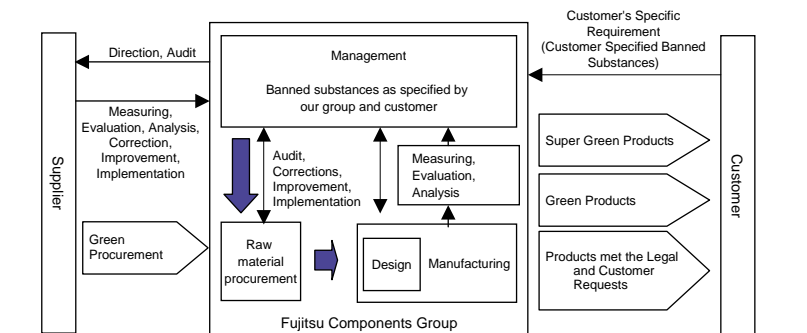 Customer's Specific
Requirement
(Customer Specified Banned
Substances)
Direction, Audit
Management
Banned substances as specified by
our group and customer
Measuring,
Evaluation, Analysis,
Correction,
Improvement,
Implementation
Supplier
Audit,
Corrections,
Improvement,
Implementation
Measuring,
Evaluation,
Analysis
Super Green Products
Green Products
Customer
Green
Procurement
Raw
material
procurement
Design
Manufacturing
Products met the Legal
and Customer
Requests
Fujitsu Components Group